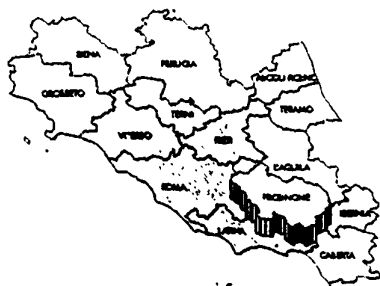 SIENA
PERUGIA
ASCOLI PICENO
GROSSETO
TERNI
TERAMO
VITERBO
RIETI
L'AQUILA
ROMA
FROSINONE
ISERNIA
LATINA
CASERTA